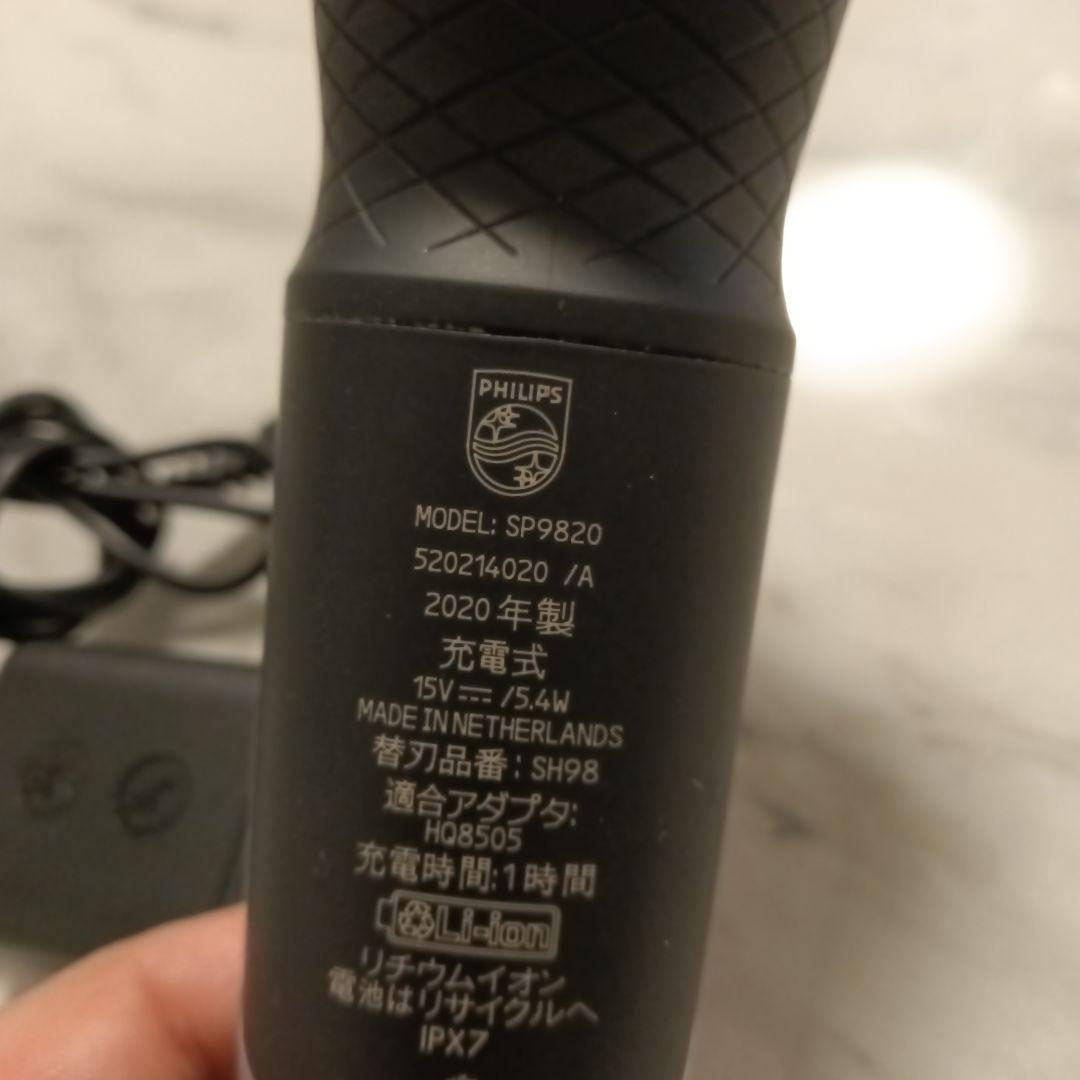 PHILIPS
MODEL: SP9820
520214020 /A
2020年製
充電式
15V⎓/5.4W
MADE IN NETHERLANDS
替刃品番: SH98
適合アダプタ:
HQ8505
充電時間:1時間
Li-ion
リチウムイオン
電池はリサイクルへ
IPX7